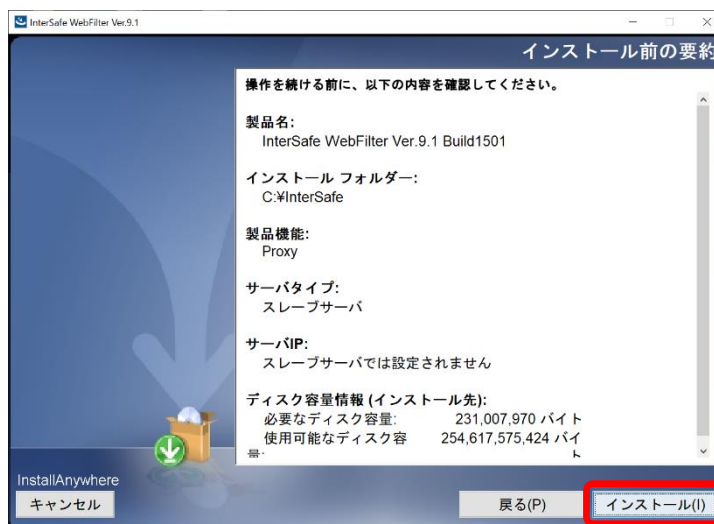 InterSafe WebFilter Ver.9.1
インストール前の要約
操作を続ける前に、以下の内容を確認してください。
製品名:
InterSafe WebFilter Ver.9.1 Build1501
インストール フォルダー:
C:¥InterSafe
製品機能:
Proxy
サーバタイプ:
スレーブサーバ
サーバIP:
スレーブサーバでは設定されません
ディスク容量情報 (インストール先):
必要なディスク容量: 231,007,970 バイト
使用可能なディスク容 254,617,575,424 バイ
量: ト
InstallAnywhere
キャンセル 戻る(P) インストール(I)